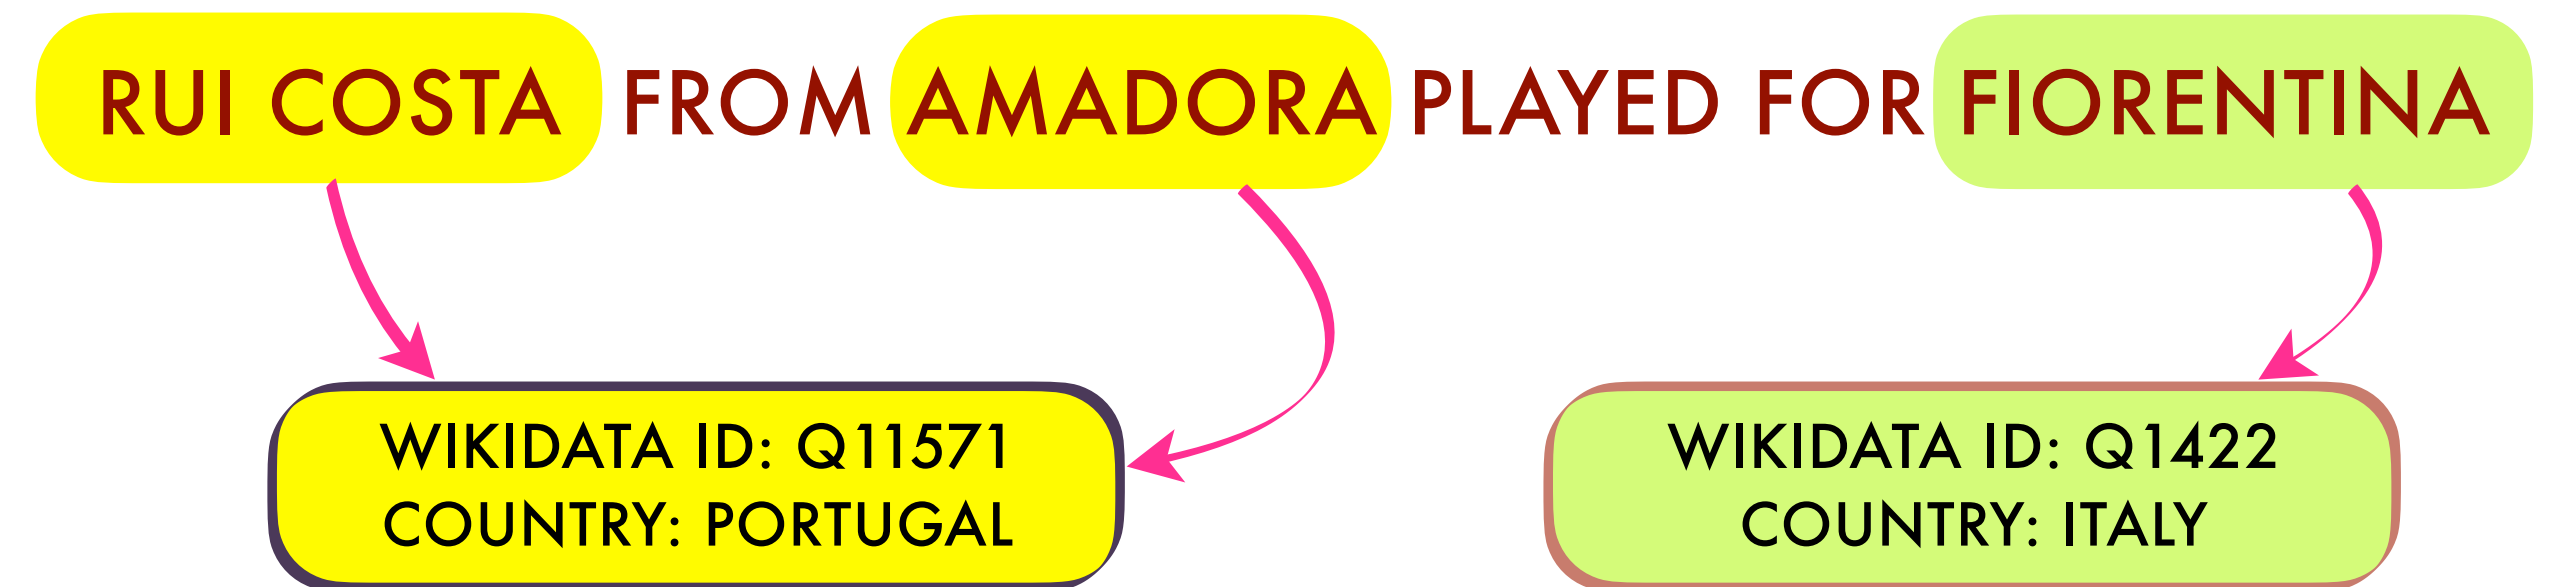 RUI COSTA FROM AMADORA PLAYED FOR FIORENTINA
WIKIDATA ID: Q11571
COUNTRY: PORTUGAL
WIKIDATA ID: Q1422
COUNTRY: ITALY